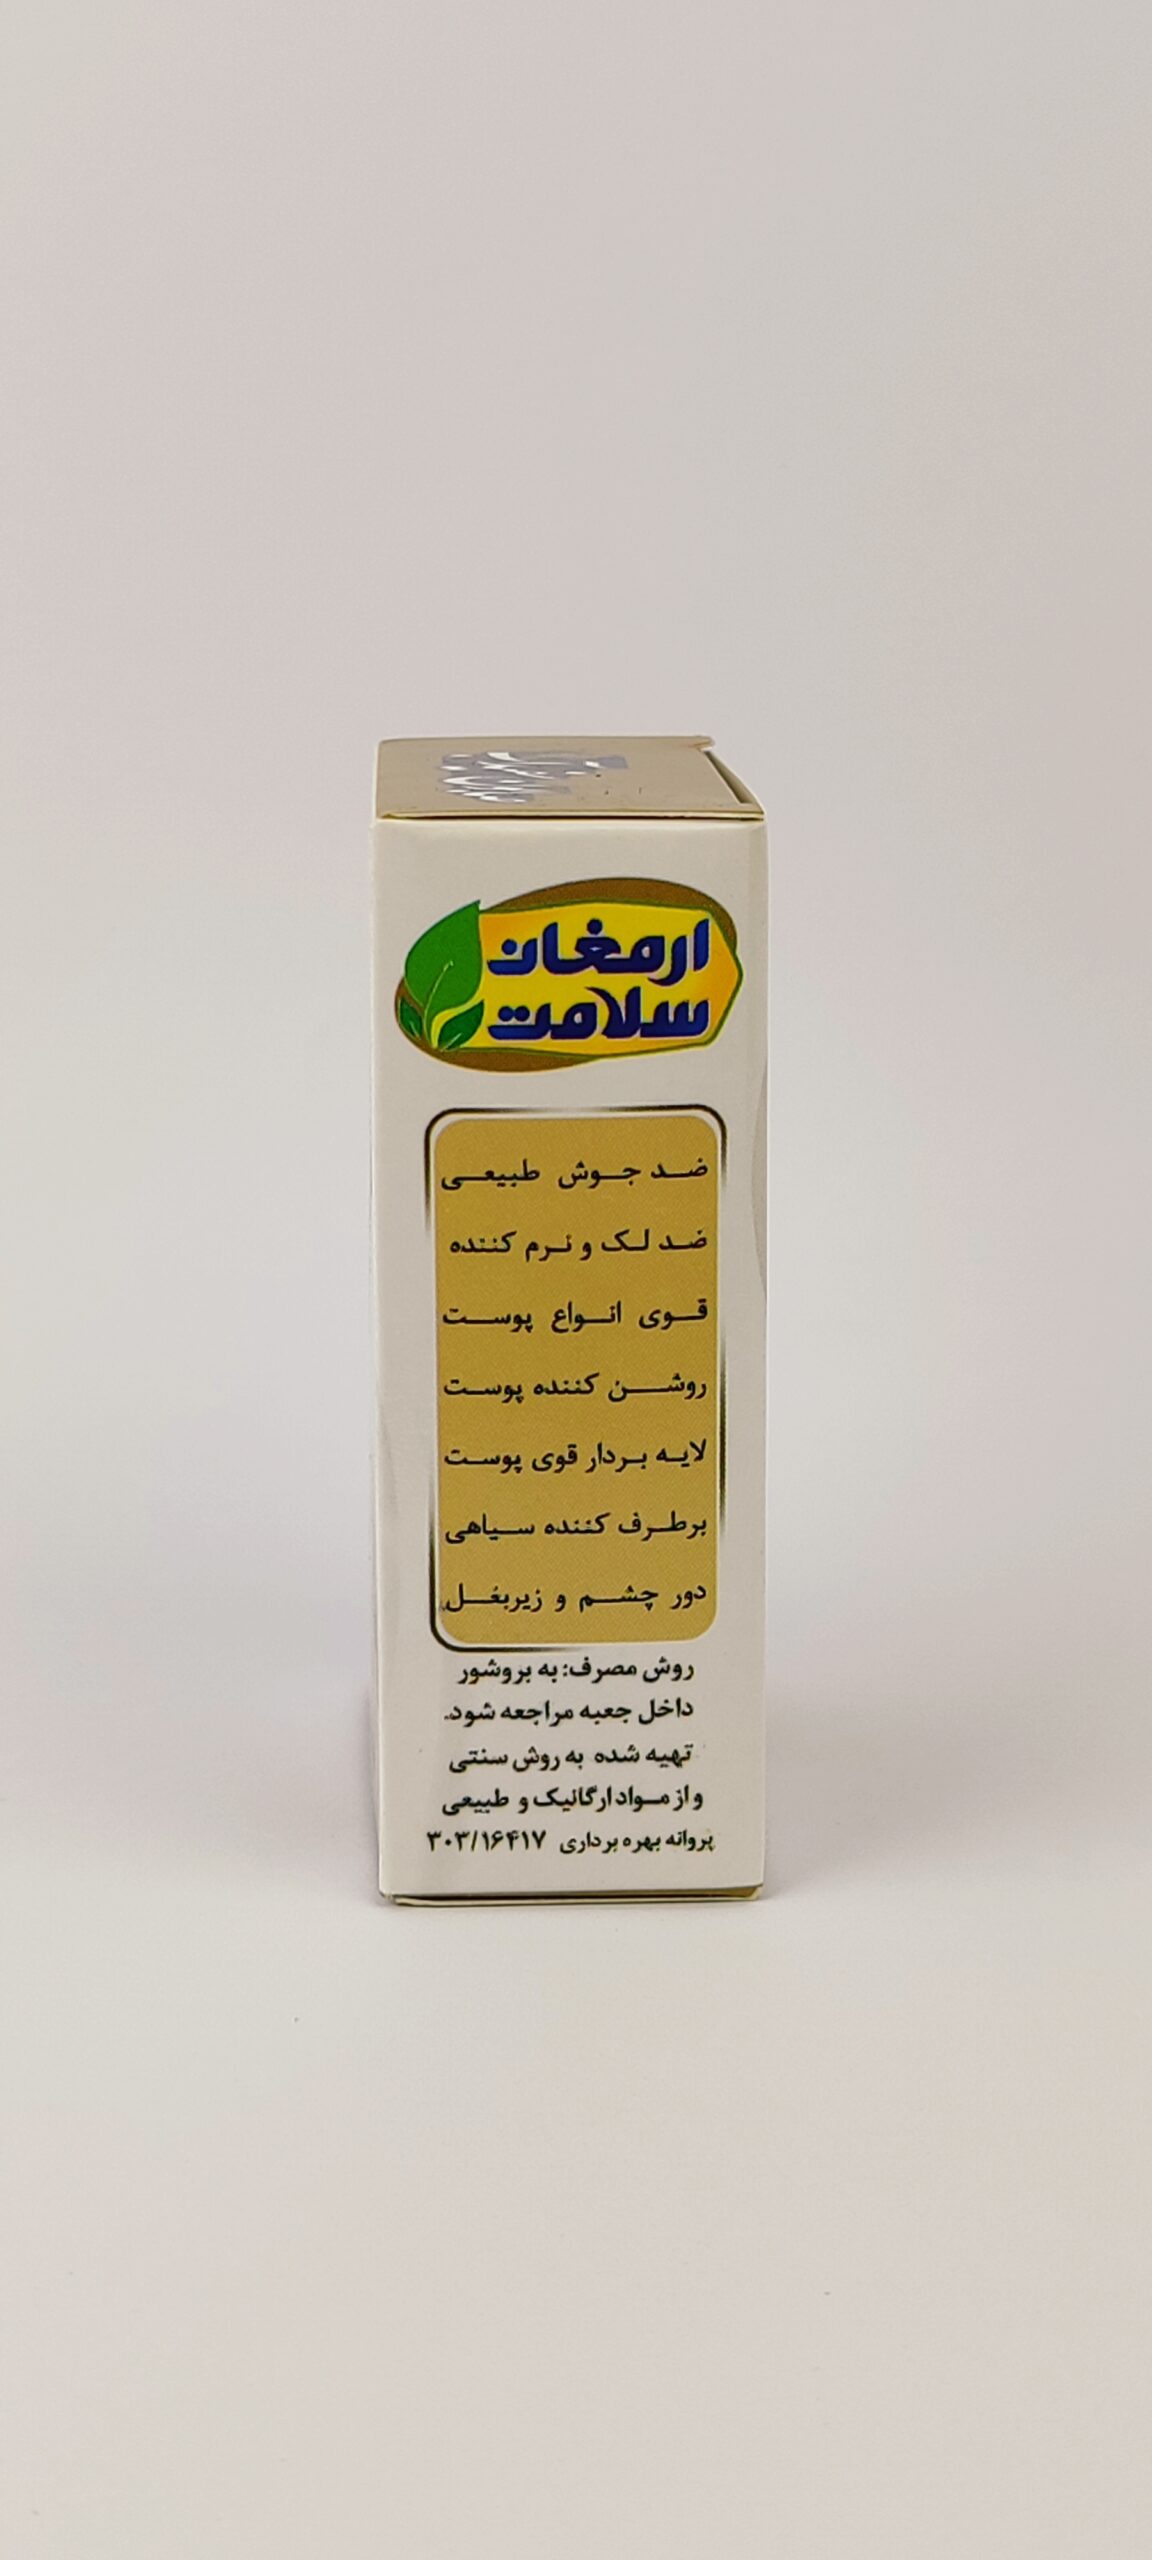 ارمغان
سلامت
ضد جوش طبیعی
ضد لک و نرم کننده
قوی انواع پوست
روشن کننده پوست
لایه بردار قوی پوست
برطرف کننده سیاهی
دور چشم و زیربغل
روش مصرف: به بروشور
داخل جعبه مراجعه شود.
تهیه شده به روش سنتی
و از مواد ارگانیک و طبیعی
پروانه بهره برداری ۳۰۳/۱۶۴۱۷